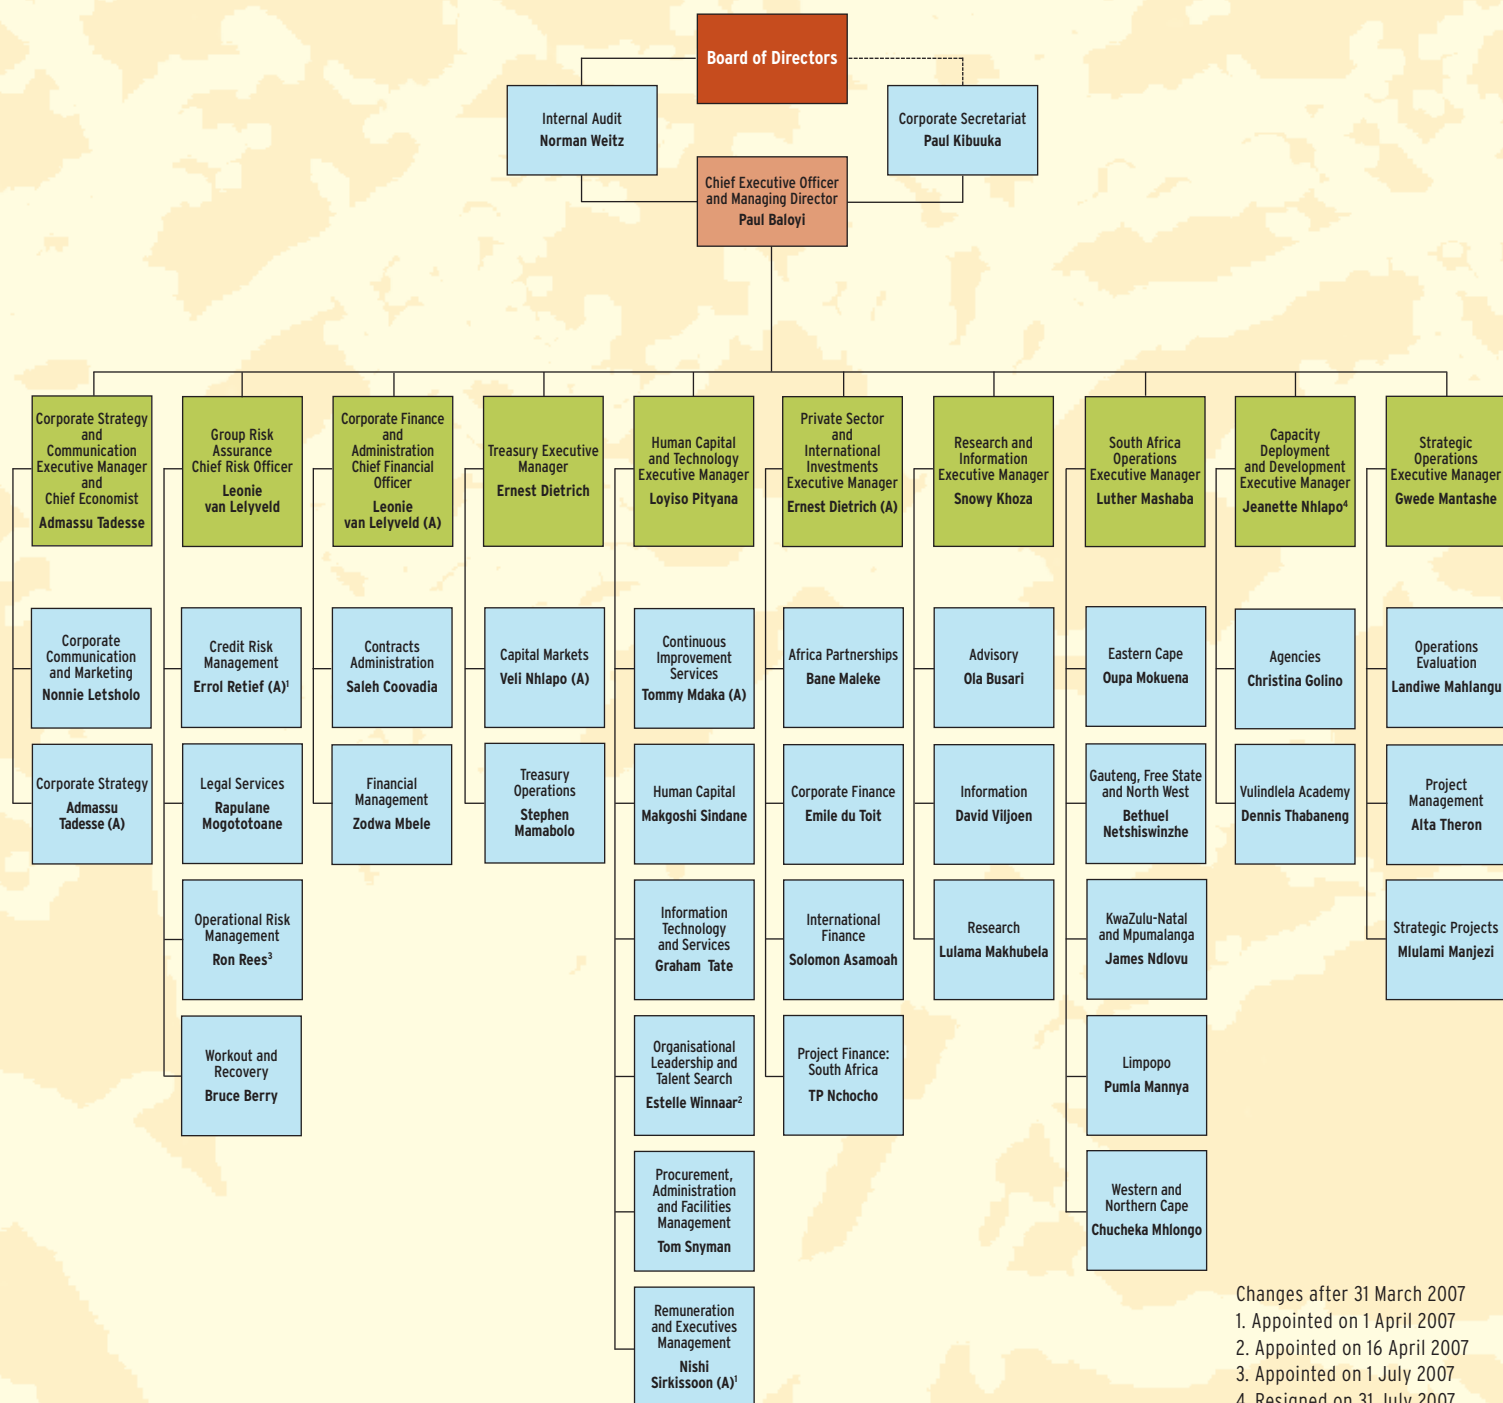 Board of Directors
Internal Audit
Norman Weitz
Corporate Secretariat
Paul Kibuuka
Chief Executive Officer
and Managing Director
Paul Baloyi
Corporate Strategy
and
Communication
Executive Manager
and
Chief Economist
Admassu Tadesse
Group Risk
Assurance
Chief Risk Officer
Leonie
van Lelyveld
Corporate Finance
and
Administration
Chief Financial
Officer
Leonie
van Lelyveld (A)
Treasury Executive
Manager
Ernest Dietrich
Human Capital
and Technology
Executive Manager
Loyiso Pityana
Private Sector
and
International
Investments
Executive Manager
Ernest Dietrich (A)
Research and
Information
Executive Manager
Snowy Khoza
South Africa
Operations
Executive Manager
Luther Mashaba
Capacity
Deployment
and Development
Executive Manager
Jeanette Nhlapo⁴
Strategic
Operations
Executive Manager
Gwede Mantashe
Corporate
Communication
and Marketing
Nonnie Letsholo
Corporate Strategy
Admassu
Tadesse (A)
Credit Risk
Management
Errol Retief (A)¹
Legal Services
Rapulane
Mogototoane
Operational Risk
Management
Ron Rees³
Workout and
Recovery
Bruce Berry
Contracts
Administration
Saleh Coovadia
Financial
Management
Zodwa Mbele
Capital Markets
Veli Nhlapo (A)
Treasury
Operations
Stephen
Mamabolo
Continuous
Improvement
Services
Tommy Mdaka (A)
Human Capital
Makgoshi Sindane
Information
Technology
and Services
Graham Tate
Organisational
Leadership and
Talent Search
Estelle Winnaar²
Procurement,
Administration
and Facilities
Management
Tom Snyman
Remuneration
and Executives
Management
Nishi
Sirkissoon (A)¹
Africa Partnerships
Bane Maleke
Corporate Finance
Emile du Toit
International
Finance
Solomon Asamoah
Project Finance:
South Africa
TP Nchocho
Advisory
Ola Busari
Information
David Viljoen
Research
Lulama Makhubela
Eastern Cape
Oupa Mokuena
Gauteng, Free State
and North West
Bethuel
Netshiswinzhe
KwaZulu-Natal
and Mpumalanga
James Ndlovu
Limpopo
Pumla Mannya
Western and
Northern Cape
Chucheka Mhlongo
Agencies
Christina Golino
Vulindlela Academy
Dennis Thabaneng
Operations
Evaluation
Landiwe Mahlangu
Project
Management
Alta Theron
Strategic Projects
Mlulami Manjezi
Changes after 31 March 2007
1. Appointed on 1 April 2007
2. Appointed on 16 April 2007
3. Appointed on 1 July 2007
4. Resigned on 31 July 2007